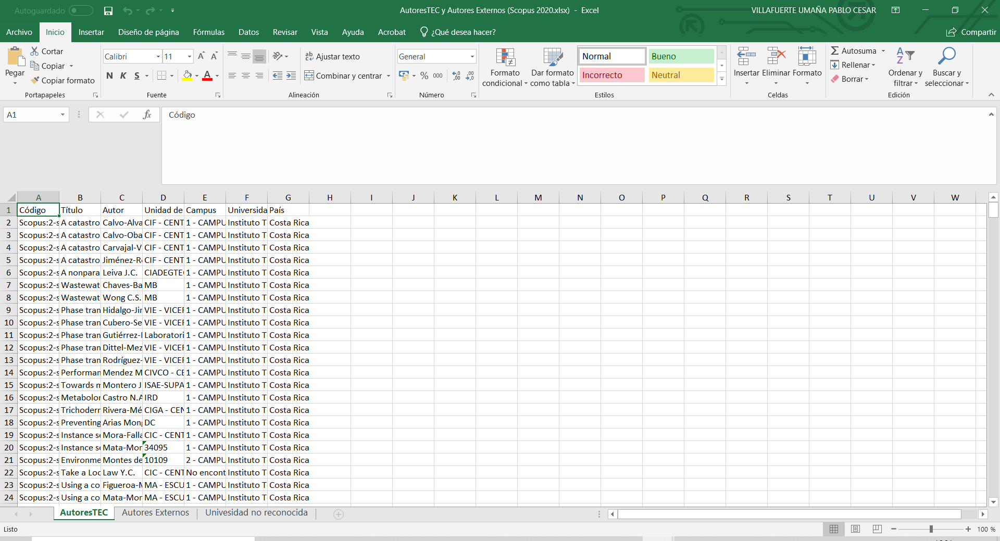 Autoguardado
AutoresTEC y Autores Externos (Scopus 2020.xlsx) - Excel
VILLAFUERTE UMAÑA PABLO CESAR
Archivo Inicio Insertar Diseño de página Fórmulas Datos Revisar Vista Ayuda Acrobat ¿Qué desea hacer? Compartir
Pegar
Cortar
Copiar
Copiar formato
Portapapeles
Calibri 11
N K S
Fuente
Ajustar texto
Combinar y centrar
Alineación
General
% 000
Número
Formato condicional
Dar formato como tabla
Normal Bueno
Incorrecto Neutral
Estilos
Insertar Eliminar Formato
Celdas
Autosuma
Rellenar
Borrar
Ordenar y filtrar
Buscar y seleccionar
Edición
A1 fx Código
A B C D E F G H I J K L M N O P Q R S T U V W
1 Código Título Autor Unidad de Campus Universida País
2 Scopus:2-s A catastro Calvo-Alva CIF - CENT 1 - CAMPU Instituto T Costa Rica
3 Scopus:2-s A catastro Calvo-Oba CIF - CENT 1 - CAMPU Instituto T Costa Rica
4 Scopus:2-s A catastro Carvajal-V CIF - CENT 1 - CAMPU Instituto T Costa Rica
5 Scopus:2-s A catastro Jiménez-R CIF - CENT 1 - CAMPU Instituto T Costa Rica
6 Scopus:2-s A nonpara Leiva J.C. CIADEGTE 1 - CAMPU Instituto T Costa Rica
7 Scopus:2-s Wastewat Chaves-Ba MB 1 - CAMPU Instituto T Costa Rica
8 Scopus:2-s Wastewat Wong C.S. MB 1 - CAMPU Instituto T Costa Rica
9 Scopus:2-s Phase tran Hidalgo-Jir VIE - VICEF 1 - CAMPU Instituto T Costa Rica
10 Scopus:2-s Phase tran Cubero-Se VIE - VICEF 1 - CAMPU Instituto T Costa Rica
11 Scopus:2-s Phase tran Gutiérrez-I Laboratori 1 - CAMPU Instituto T Costa Rica
12 Scopus:2-s Phase tran Dittel-Mez VIE - VICEF 1 - CAMPU Instituto T Costa Rica
13 Scopus:2-s Phase tran Rodríguez- VIE - VICEF 1 - CAMPU Instituto T Costa Rica
14 Scopus:2-s Performan Mendez M CIVCO - CE 1 - CAMPU Instituto T Costa Rica
15 Scopus:2-s Towards m Montero J ISAE-SUPA 1 - CAMPU Instituto T Costa Rica
16 Scopus:2-s Metabolor Castro N.A IRD 1 - CAMPU Instituto T Costa Rica
17 Scopus:2-s Trichoderr Rivera-Mé CIGA - CEN 1 - CAMPU Instituto T Costa Rica
18 Scopus:2-s Preventing Arias Mon DC 1 - CAMPU Instituto T Costa Rica
19 Scopus:2-s Instance se Mora-Falla CIC - CENT 1 - CAMPU Instituto T Costa Rica
20 Scopus:2-s Instance se Mata-Mor 34095 1 - CAMPU Instituto T Costa Rica
21 Scopus:2-s Environme Montes de 10109 2 - CAMPU Instituto T Costa Rica
22 Scopus:2-s Take a Loc Law Y.C. CIC - CENT No encont Instituto T Costa Rica
23 Scopus:2-s Using a co Figueroa-M MA - ESCU 1 - CAMPU Instituto T Costa Rica
24 Scopus:2-s Using a co Mata-Mor MA - ESCU 1 - CAMPU Instituto T Costa Rica
AutoresTEC Autores Externos Univesidad no reconocida
Listo
100 %